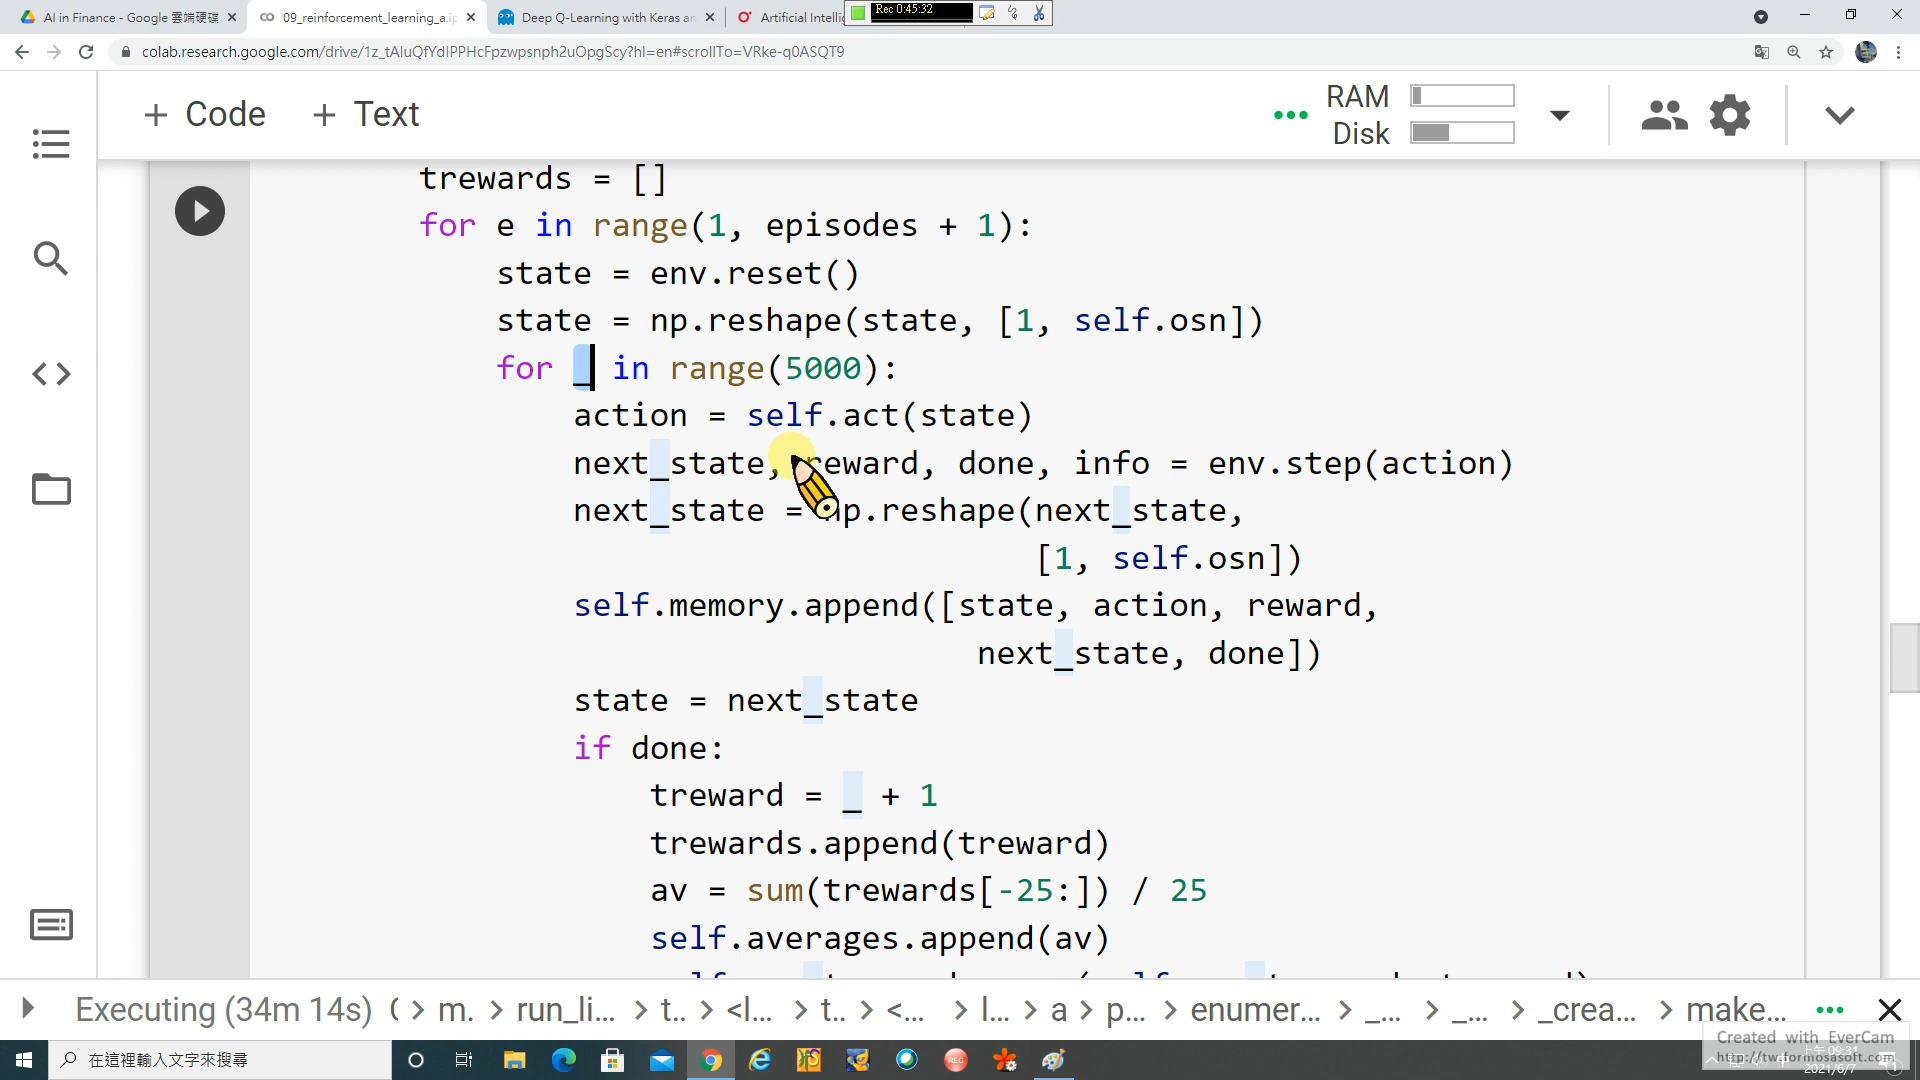 AI in Finance - Google 雲端硬碟
09_reinforcement_learning_a.ip
Deep Q-Learning with Keras an
Artificial Intelli
Rec 0:45:32
colab.research.google.com/drive/1z_tAluQfYdIPPHcFpzwpsnph2uOpgScy?hl=en#scrollTo=VRke-q0ASQT9
+ Code + Text
RAM
Disk
trewards = []
for e in range(1, episodes + 1):
state = env.reset()
state = np.reshape(state, [1, self.osn])
for _ in range(5000):
action = self.act(state)
next_state, reward, done, info = env.step(action)
next_state = np.reshape(next_state,
[1, self.osn])
self.memory.append([state, action, reward,
next_state, done])
state = next_state
if done:
treward = _ + 1
trewards.append(treward)
av = sum(trewards[-25:]) / 25
self.averages.append(av)
Executing (34m 14s) ( > m. > run_li... > t.. > <l... > t.. > <... > l... > a > p... > enumer... > _... > _... > _crea... > make...
Created with EverCam
http://tw.formosasoft.com
在這裡輸入文字來搜尋
2021/6/7